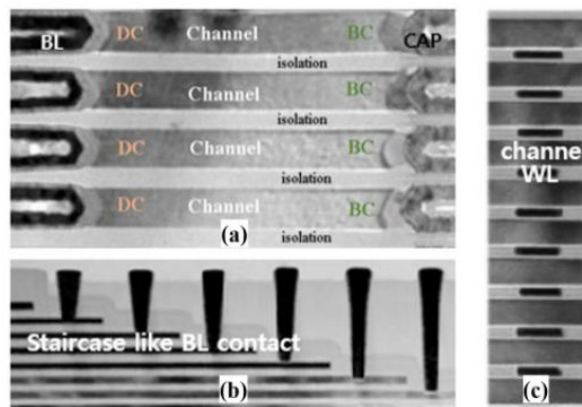 BL DC Channel BC CAP
isolation
DC Channel BC
isolation
DC Channel BC
isolation
DC Channel BC
(a)
isolation
Staircase like BL contact
(b)
channel
WL
(c)